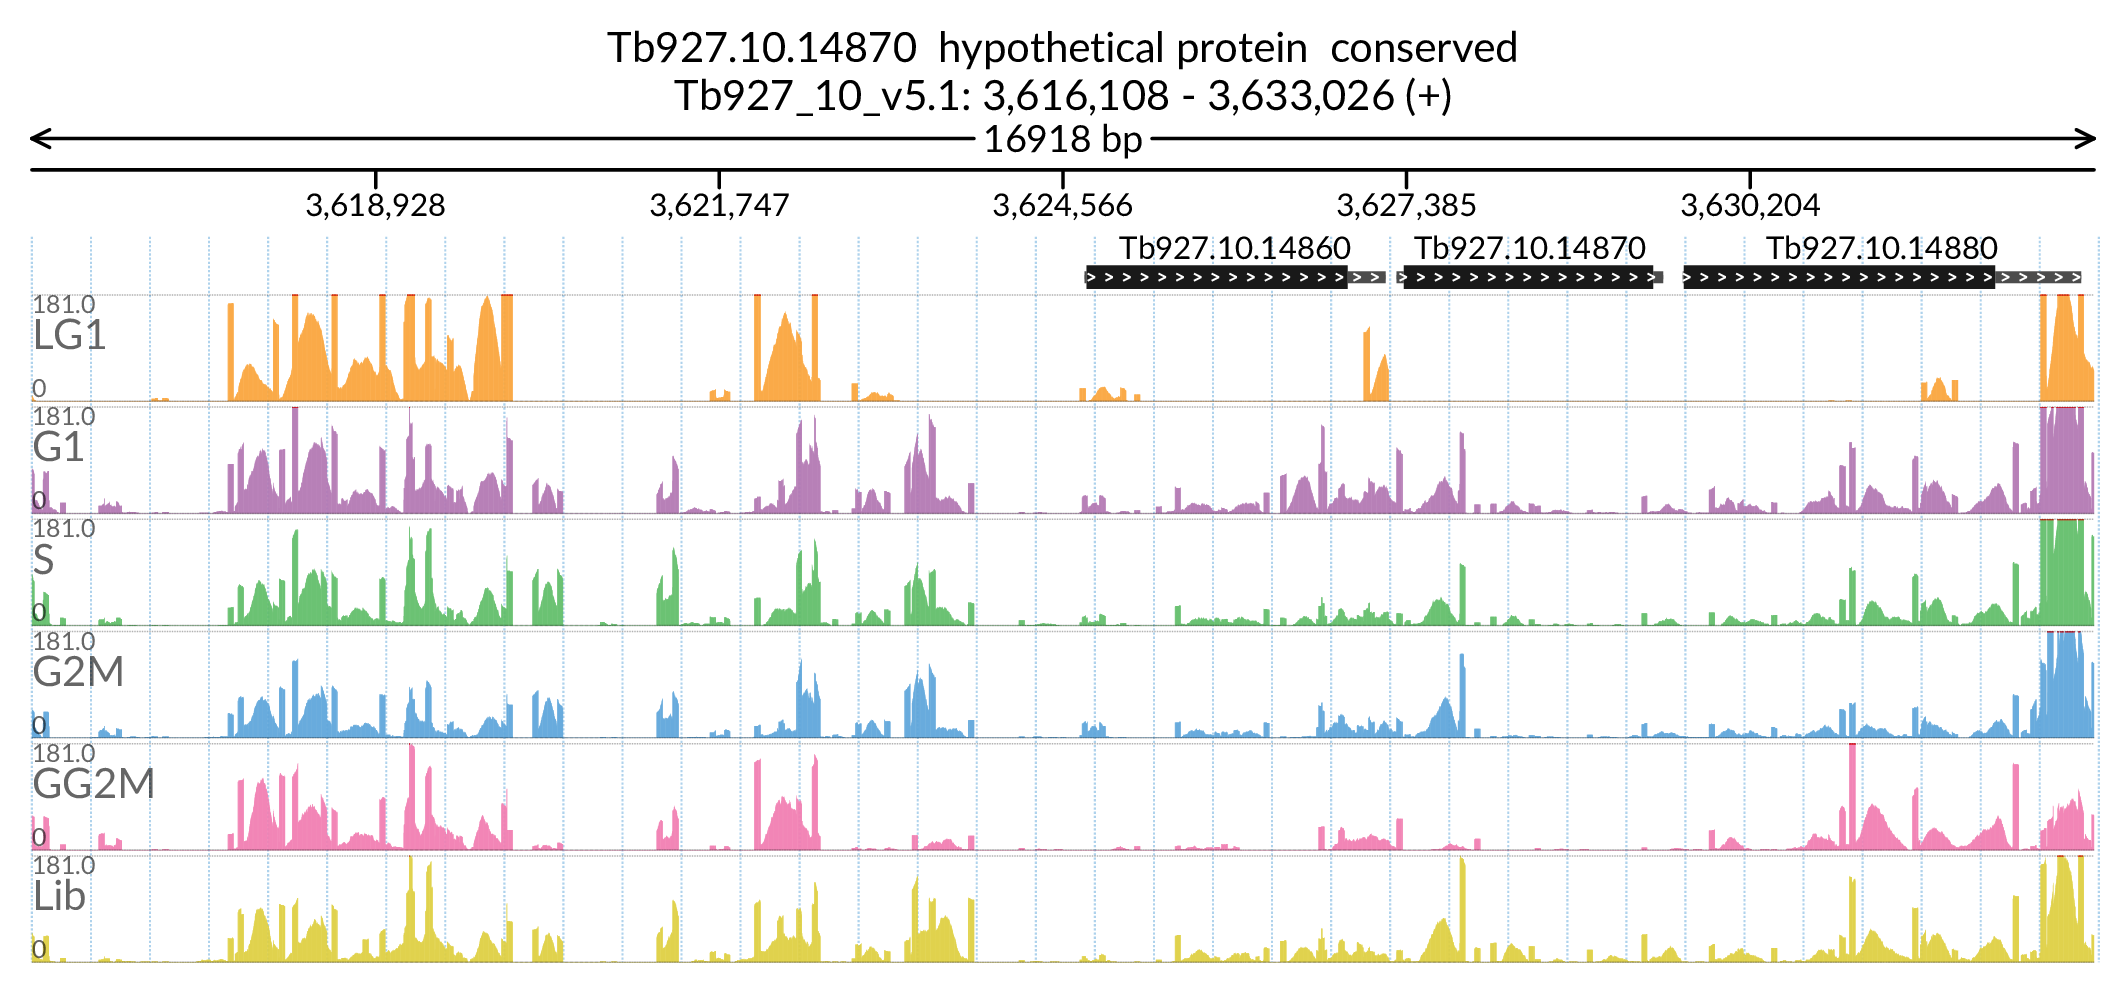 Tb927.10.14870 hypothetical protein conserved
Tb927_10_v5.1: 3,616,108 - 3,633,026 (+)
16918 bp
3,618,928 3,621,747 3,624,566 3,627,385 3,630,204
Tb927.10.14860 Tb927.10.14870 Tb927.10.14880
181.0
LG1
0
181.0
G1
0
181.0
S
0
181.0
G2M
0
181.0
GG2M
0
181.0
Lib
0